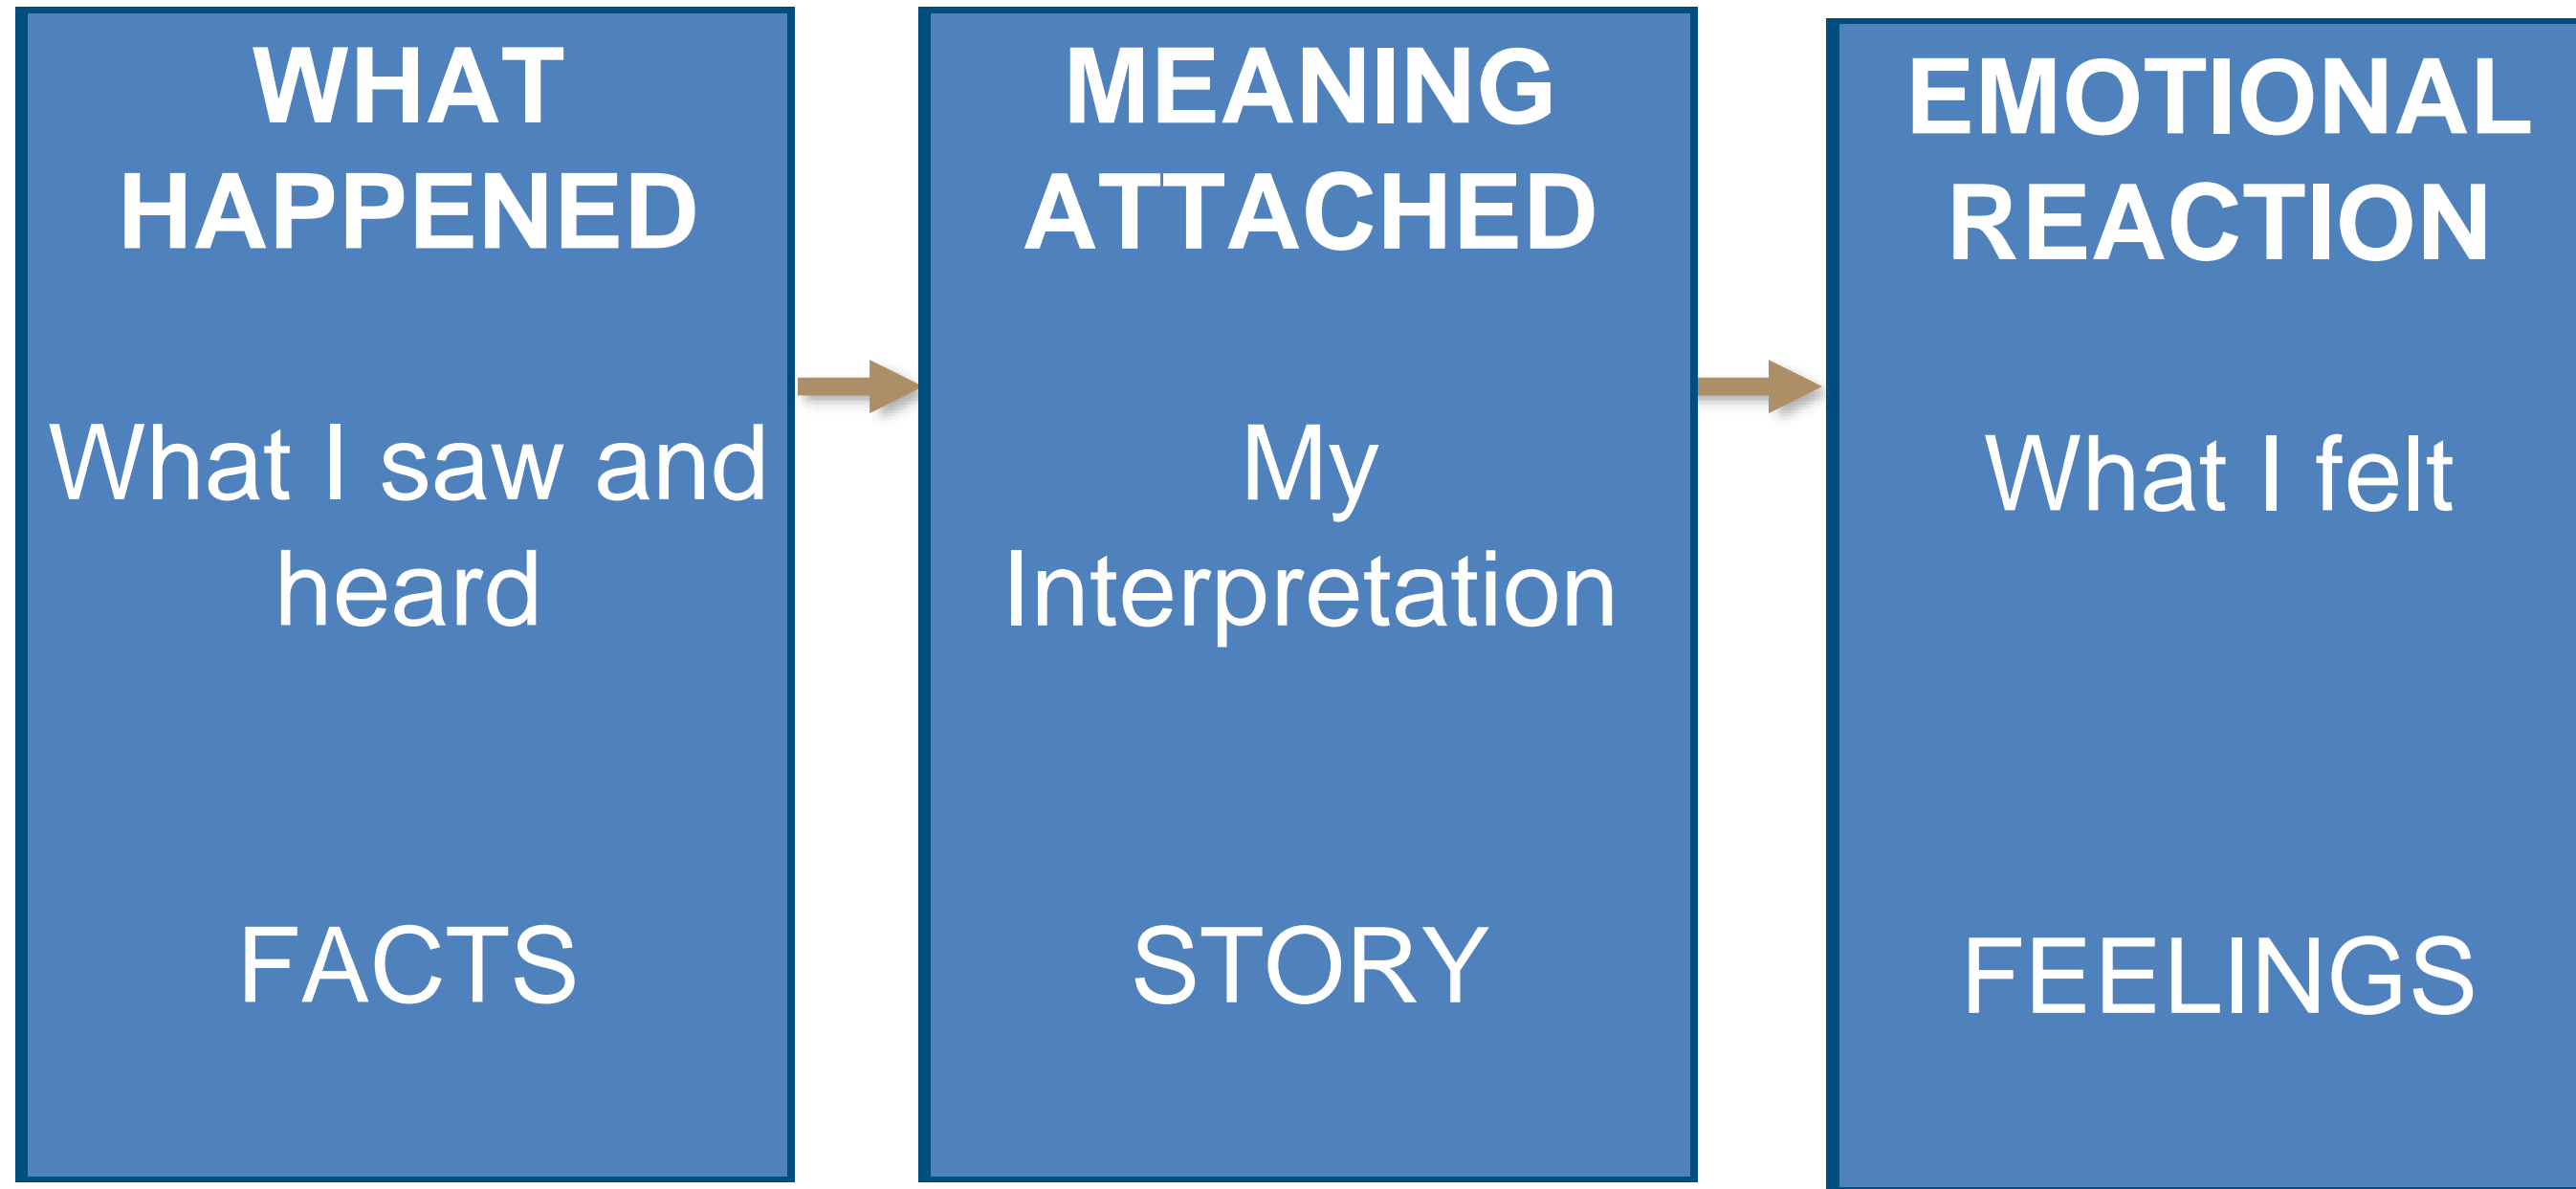 WHAT
HAPPENED
What I saw and
heard
FACTS
MEANING
ATTACHED
My
Interpretation
STORY
EMOTIONAL
REACTION
What I felt
FEELINGS